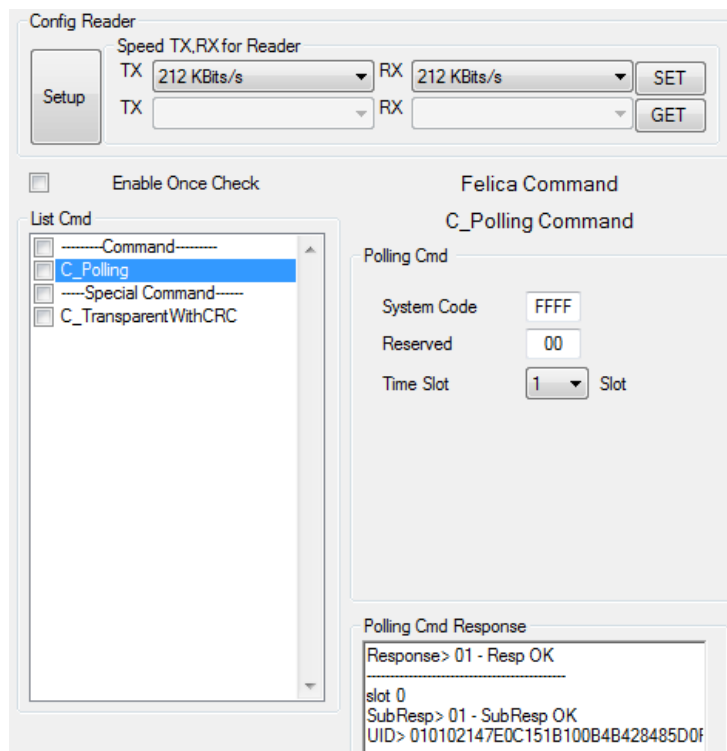 Config Reader
Speed TX,RX for Reader
Setup
TX 212 KBits/s RX 212 KBits/s SET
TX RX GET
Enable Once Check
Felica Command
C_Polling Command
List Cmd
---------Command---------
C_Polling
-----Special Command------
C_TransparentWithCRC
Polling Cmd
System Code FFFF
Reserved 00
Time Slot 1 Slot
Polling Cmd Response
Response> 01 - Resp OK
--------------------------------------------
slot 0
SubResp> 01 - SubResp OK
UID> 010102147E0C151B100B4B428485D0